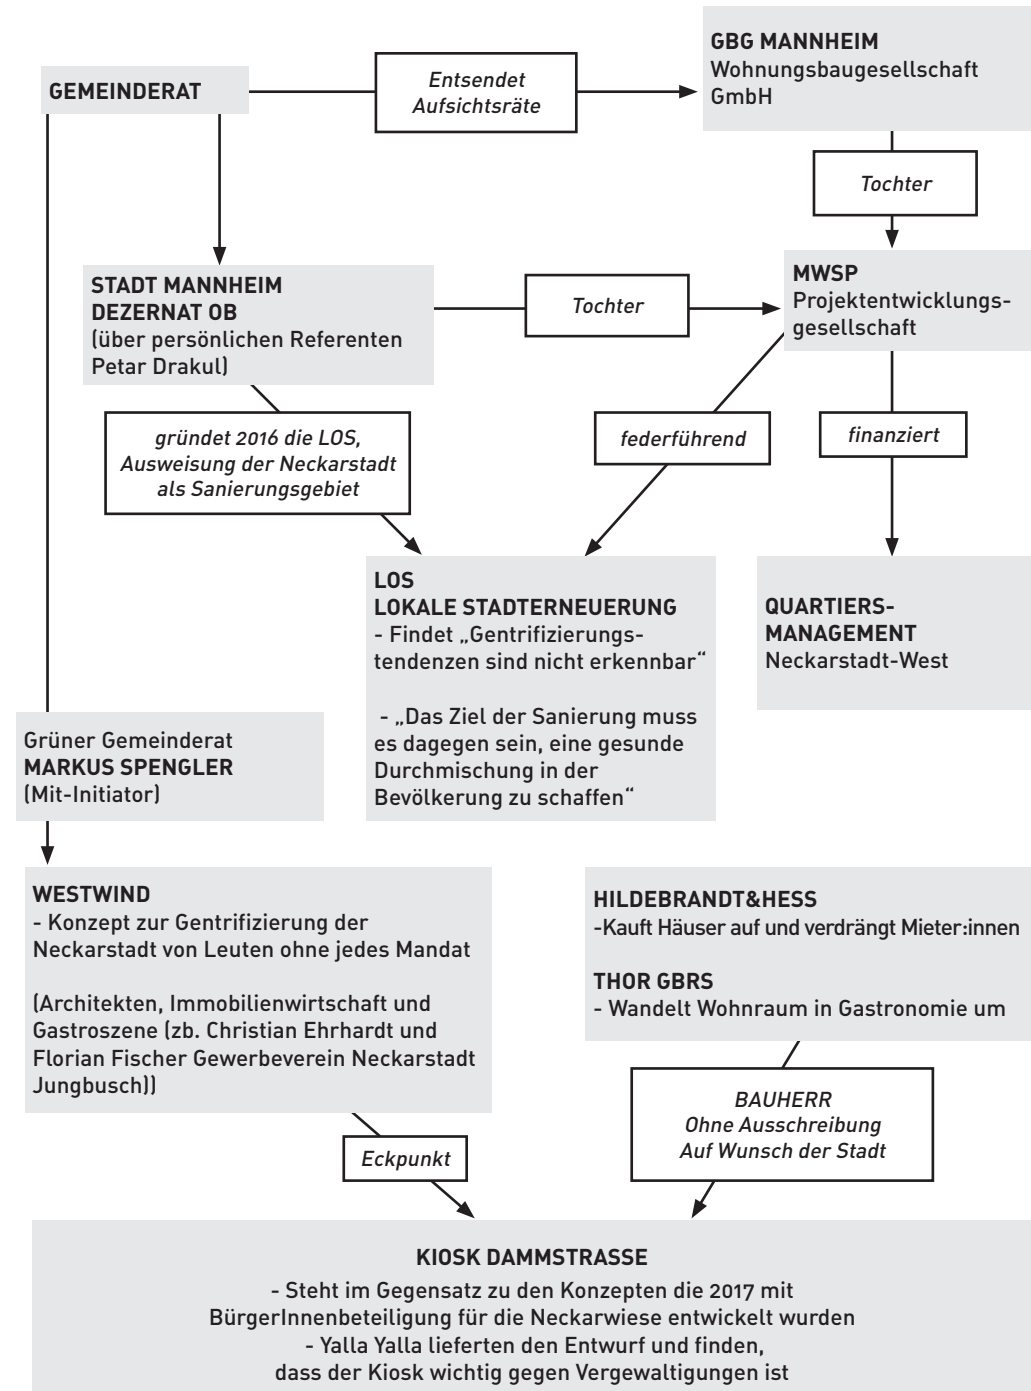 GBG MANNHEIM
Wohnungsbaugesellschaft
GmbH
GEMEINDERAT
Entsendet
Aufsichtsräte
Tochter
STADT MANNHEIM
DEZERNAT OB
(über persönlichen Referenten
Petar Drakul)
Tochter
MWSP
Projektentwicklungs-
gesellschaft
gründet 2016 die LOS,
Ausweisung der Neckarstadt
als Sanierungsgebiet
federführend
finanziert
LOS
LOKALE STADTERNEUERUNG
- Findet „Gentrifizierungs-
tendenzen sind nicht erkennbar“
- „Das Ziel der Sanierung muss
es dagegen sein, eine gesunde
Durchmischung in der
Bevölkerung zu schaffen“
QUARTIERS-
MANAGEMENT
Neckarstadt-West
Grüner Gemeinderat
MARKUS SPENGLER
(Mit-Initiator)
WESTWIND
- Konzept zur Gentrifizierung der
Neckarstadt von Leuten ohne jedes Mandat
(Architekten, Immobilienwirtschaft und
Gastroszene (zb. Christian Ehrhardt und
Florian Fischer Gewerbeverein Neckarstadt
Jungbusch))
HILDEBRANDT&HESS
-Kauft Häuser auf und verdrängt Mieter:innen
THOR GBRS
- Wandelt Wohnraum in Gastronomie um
BAUHERR
Ohne Ausschreibung
Auf Wunsch der Stadt
Eckpunkt
KIOSK DAMMSTRASSE
- Steht im Gegensatz zu den Konzepten die 2017 mit
BürgerInnenbeteiligung für die Neckarwiese entwickelt wurden
- Yalla Yalla lieferten den Entwurf und finden,
dass der Kiosk wichtig gegen Vergewaltigungen ist